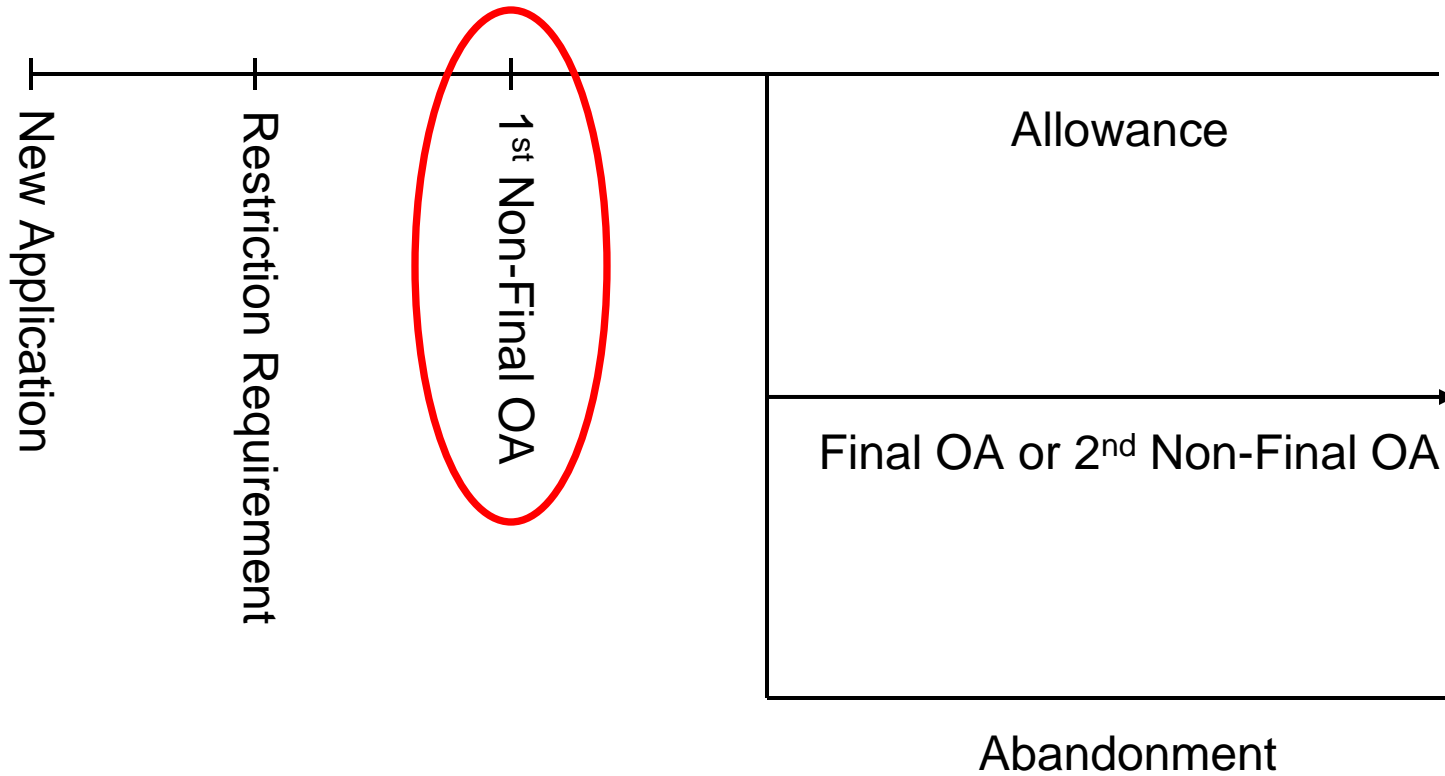 New Application
Restriction Requirement
1st Non-Final OA
Allowance
Final OA or 2nd Non-Final OA
Abandonment